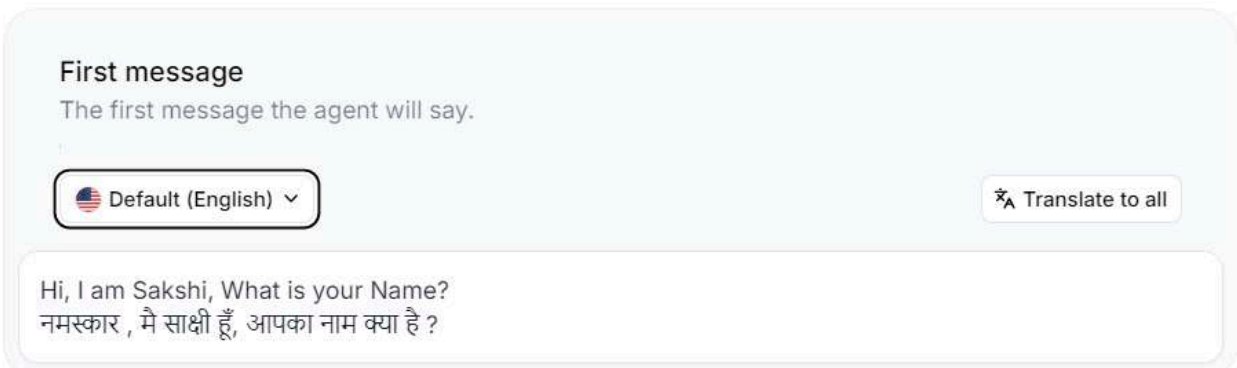 First message
The first message the agent will say.
Default (English)
Translate to all
Hi, I am Sakshi, What is your Name?
नमस्कार , मै साक्षी हूँ, आपका नाम क्या है ?